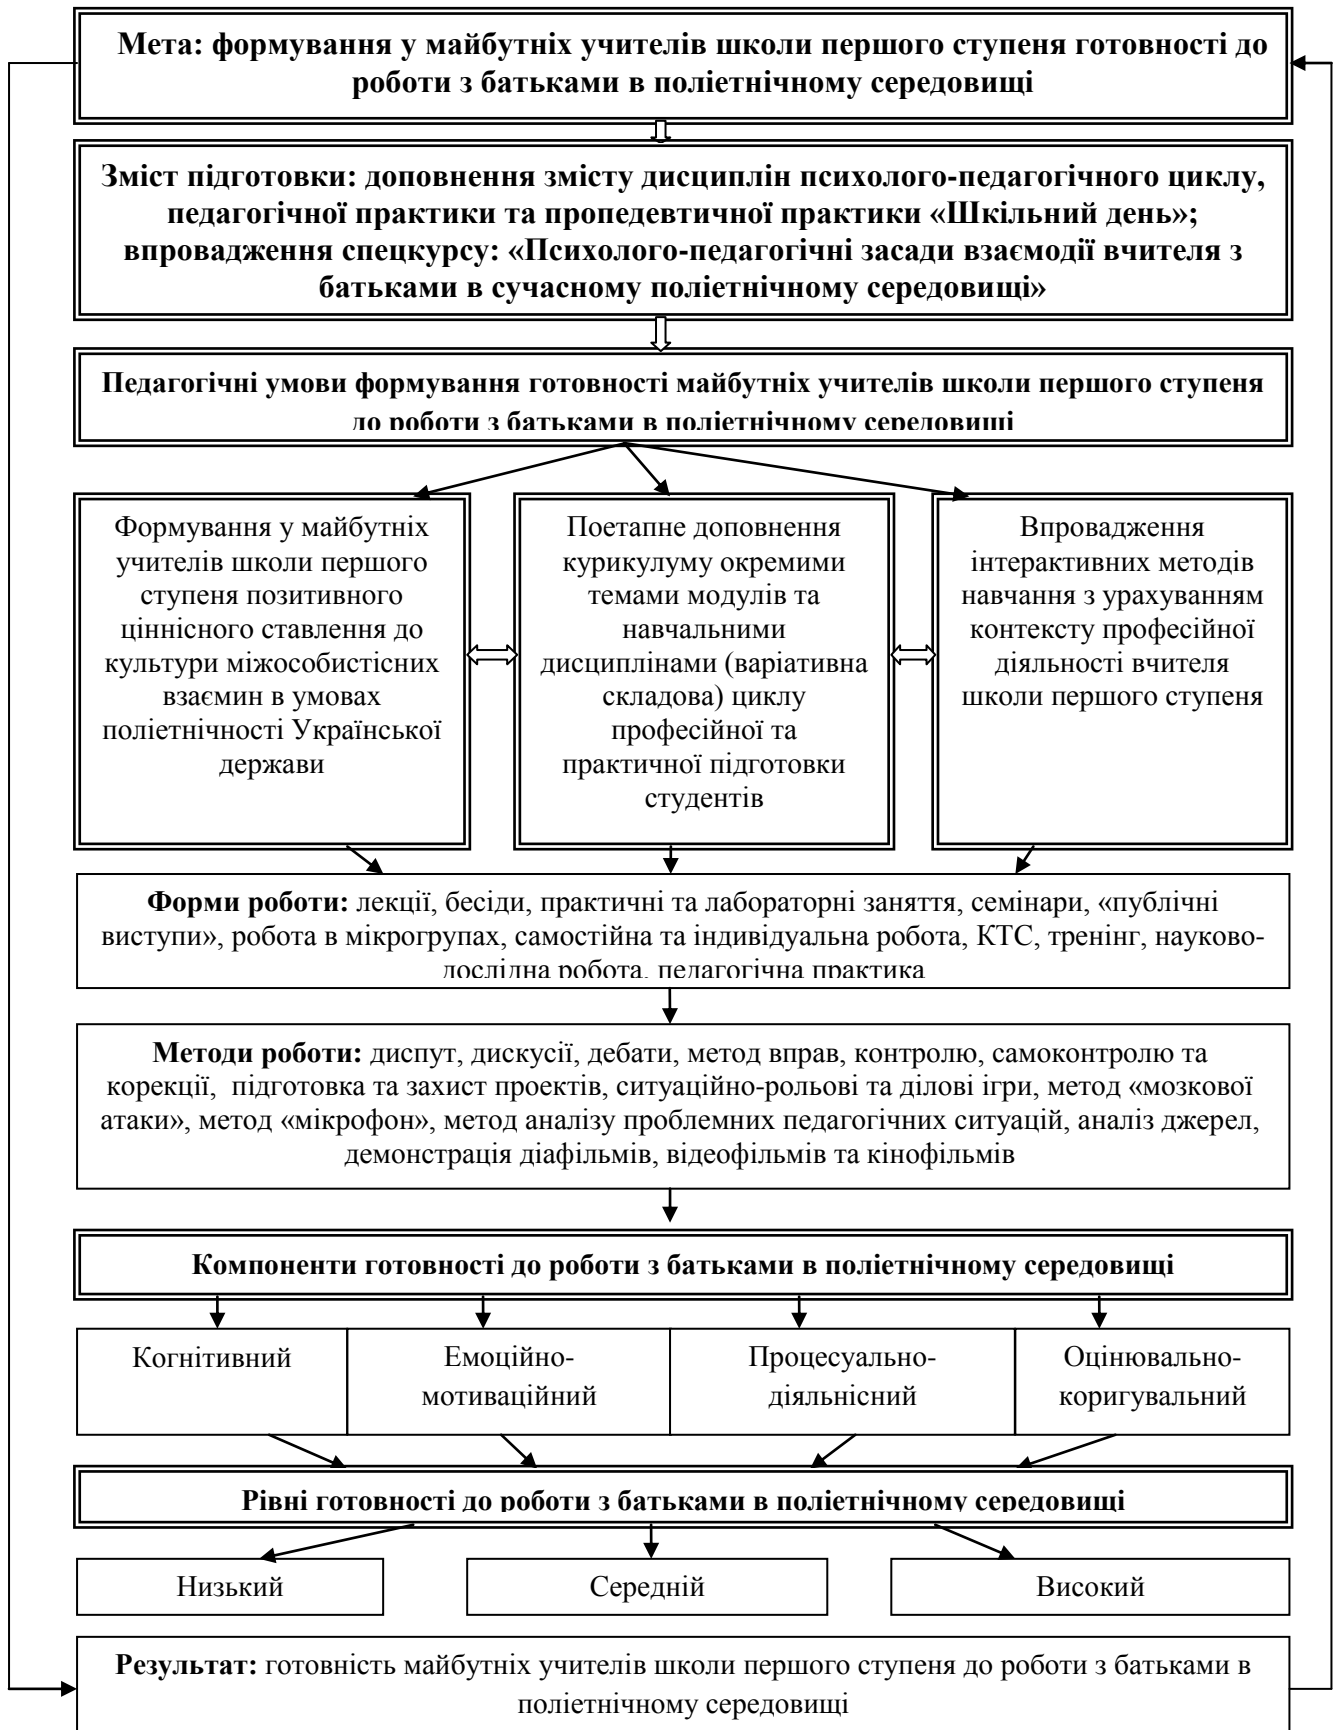 Мета: формування у майбутніх учителів школи першого ступеня готовності до
роботи з батьками в поліетнічному середовищі
Зміст підготовки: доповнення змісту дисциплін психолого-педагогічного циклу,
педагогічної практики та пропедевтичної практики «Шкільний день»;
впровадження спецкурсу: «Психолого-педагогічні засади взаємодії вчителя з
батьками в сучасному поліетнічному середовищі»
Педагогічні умови формування готовності майбутніх учителів школи першого ступеня
до роботи з батьками в поліетнічному середовищі
Формування у майбутніх
учителів школи першого
ступеня позитивного
ціннісного ставлення до
культури міжособистісних
взаємин в умовах
поліетнічності Української
держави
Поетапне доповнення
курикулуму окремими
темами модулів та
навчальними
дисциплінами (варіативна
складова) циклу
професійної та
практичної підготовки
студентів
Впровадження
інтерактивних методів
навчання з урахуванням
контексту професійної
діяльності вчителя
школи першого ступеня
Форми роботи: лекції, бесіди, практичні та лабораторні заняття, семінари, «публічні
виступи», робота в мікрогрупах, самостійна та індивідуальна робота, КТС, тренінг, науково-
дослідна робота, педагогічна практика
Методи роботи: диспут, дискусії, дебати, метод вправ, контролю, самоконтролю та
корекції, підготовка та захист проектів, ситуаційно-рольові та ділові ігри, метод «мозкової
атаки», метод «мікрофон», метод аналізу проблемних педагогічних ситуацій, аналіз джерел,
демонстрація діафільмів, відеофільмів та кінофільмів
Компоненти готовності до роботи з батьками в поліетнічному середовищі
Когнітивний
Емоційно-
мотиваційний
Процесуально-
діяльнісний
Оцінювально-
коригувальний
Рівні готовності до роботи з батьками в поліетнічному середовищі
Низький
Середній
Високий
Результат: готовність майбутніх учителів школи першого ступеня до роботи з батьками в
поліетнічному середовищі